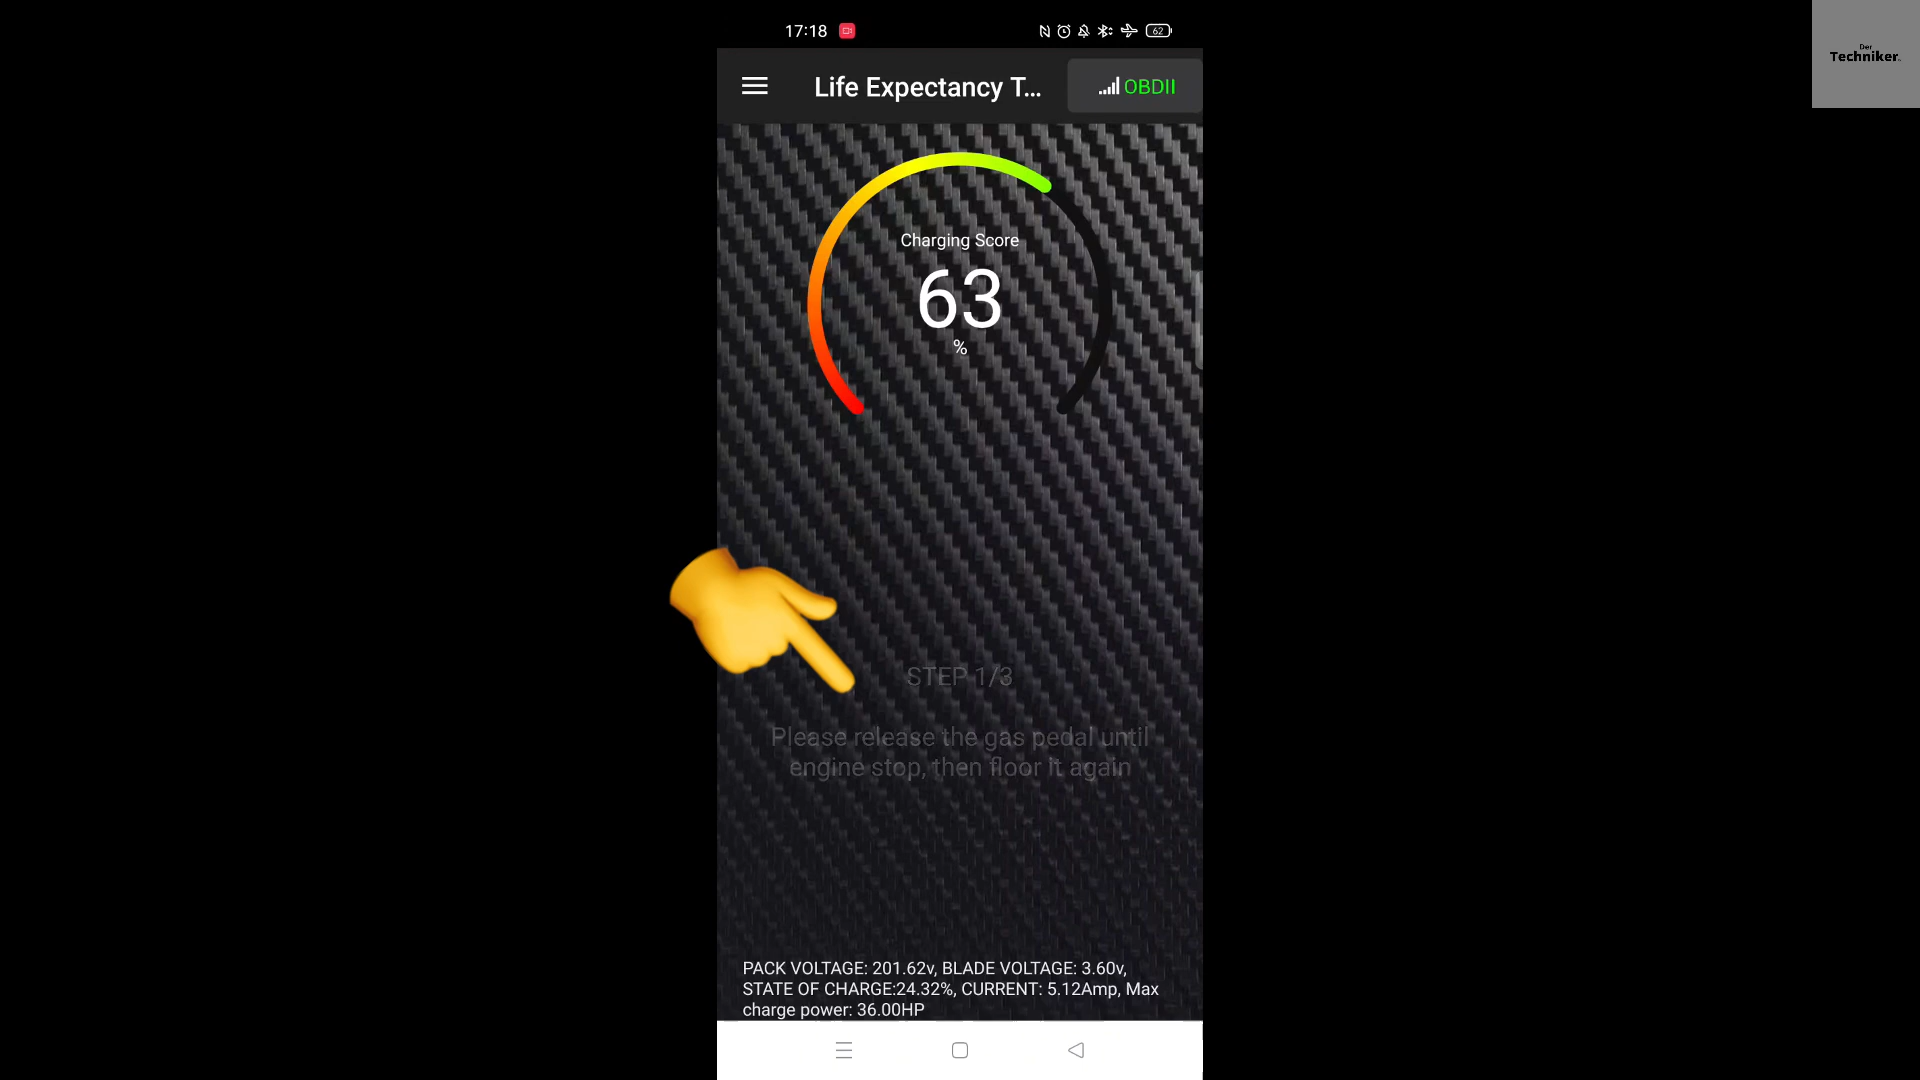 17:18
62
Der
Techniker.
Life Expectancy T...
OBDII
Charging Score
63
%
STEP 1/3
Please release the gas pedal until
engine stop, then floor it again
PACK VOLTAGE: 201.62v, BLADE VOLTAGE: 3.60v,
STATE OF CHARGE:24.32%, CURRENT: 5.12Amp, Max
charge power: 36.00HP